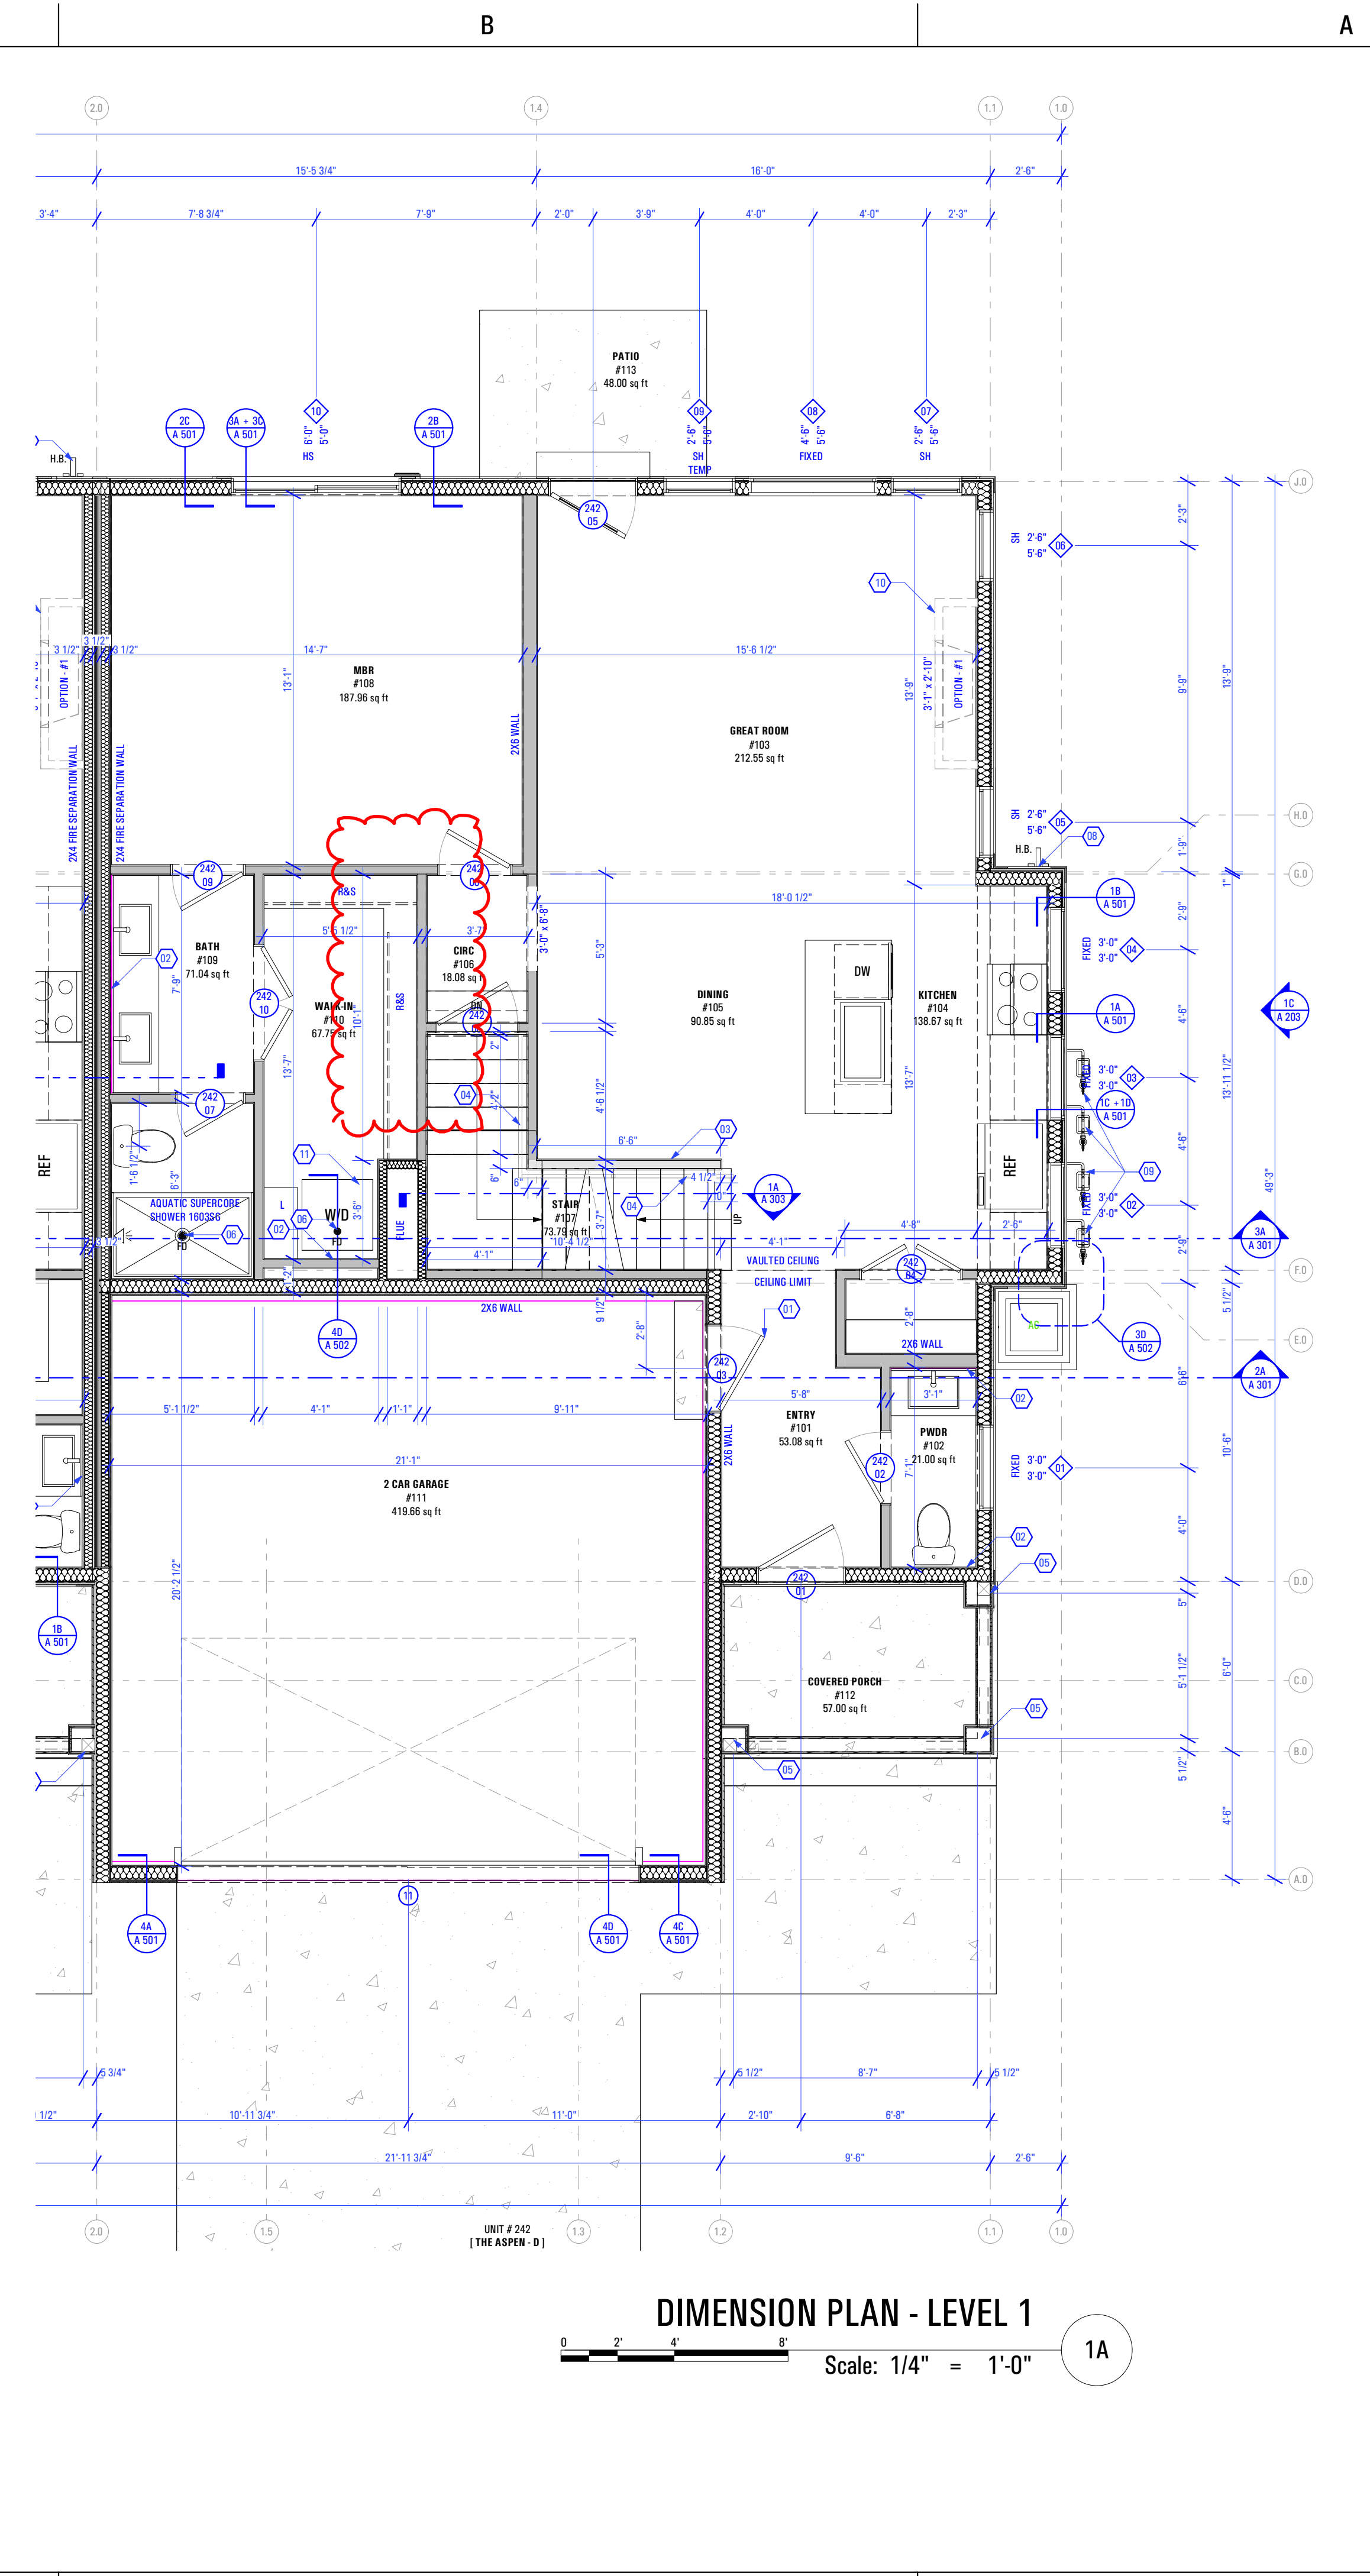 B
A
2.0
1.4
1.1
1.0
15'-5 3/4"
16'-0"
2'-6"
3'-4"
7'-8 3/4"
7'-9"
2'-0"
3'-9"
4'-0"
4'-0"
2'-3"
PATIO
#113
48.00 sq ft
2C
A 501
3A + 3C
A 501
10
6'-0"
5'-0"
HS
2B
A 501
09
2'-6"
5'-6"
SH
TEMP
08
4'-6"
5'-6"
FIXED
07
2'-6"
5'-6"
SH
H.B.
J.0
242
05
2'-3"
SH
2'-6"
5'-6"
06
10
3 1/2"
3 1/2"
3 1/2"
14'-7"
15'-6 1/2"
OPTION - #1
MBR
#108
187.96 sq ft
13'-1"
13'-9"
3'-1" x 2'-10"
OPTION - #1
9'-9"
13'-9"
2X6 WALL
GREAT ROOM
#103
212.55 sq ft
2X4 FIRE SEPARATION WALL
2X4 FIRE SEPARATION WALL
SH
2'-6"
5'-6"
05
H.0
H.B.
08
1'-9"
242
09
242
G.0
1"
R&S
18'-0 1/2"
1B
A 501
2'-9"
5'-5 1/2"
3'-7"
3'-0" x 6'-8"
BATH
#109
71.04 sq ft
02
7'-9"
CIRC
#106
18.08 sq ft
5'-3"
FIXED
3'-0"
3'-0"
04
DW
242
10
WALK-IN
#110
67.75 sq ft
10'-1"
R&S
DN
242
DINING
#105
90.85 sq ft
KITCHEN
#104
138.67 sq ft
1A
A 501
4'-6"
1C
A 203
2"
13'-7"
13'-7"
FIXED
3'-0"
3'-0"
03
13'-11 1/2"
242
07
04
4'-2"
4'-6 1/2"
1C +1D
A 501
6'-6"
03
4'-6"
1'-6 1/2"
6'-3"
11
REF
REF
09
6"
6"
4 1/2"
49'-3"
1A
A 303
AQUATIC SUPERCORE
SHOWER 1603SG
06
FD
L
02
06
W/D
FD
3'-6"
FLUE
STAIR
#107
73.79 sq ft
3'-7"
04
10"
UP
FIXED
3'-0"
3'-0"
02
4'-8"
2'-6"
3 1/2"
10'-4 1/2"
4'-1"
4'-1"
2'-9"
3A
A 301
VAULTED CEILING
CEILING LIMIT
242
04
F.0
2X6 WALL
9 1/2"
01
2'-8"
5 1/2"
4D
A 502
2'-8"
2X6 WALL
AC
3D
A 502
E.0
242
03
6'-6"
2A
A 301
5'-1 1/2"
4'-1"
1'-1"
9'-11"
5'-8"
3'-1"
02
ENTRY
#101
53.08 sq ft
2X6 WALL
PWDR
#102
21.00 sq ft
10'-6"
21'-1"
242
02
7'-1"
FIXED
3'-0"
3'-0"
01
2 CAR GARAGE
#111
419.66 sq ft
4'-0"
02
20'-2 1/2"
242
01
05
D.0
5"
1B
A 501
COVERED PORCH
#112
57.00 sq ft
5'-1 1/2"
6'-0"
C.0
05
B.0
05
5 1/2"
4'-6"
A.0
11
4A
A 501
4D
A 501
4C
A 501
5 3/4"
5 1/2"
8'-7"
5 1/2"
1/2"
10'-11 3/4"
11'-0"
2'-10"
6'-8"
21'-11 3/4"
9'-6"
2'-6"
2.0
1.5
1.3
1.2
1.1
1.0
UNIT # 242
[ THE ASPEN - D ]
DIMENSION PLAN - LEVEL 1
0 2' 4' 8'
Scale: 1/4" = 1'-0"
1A